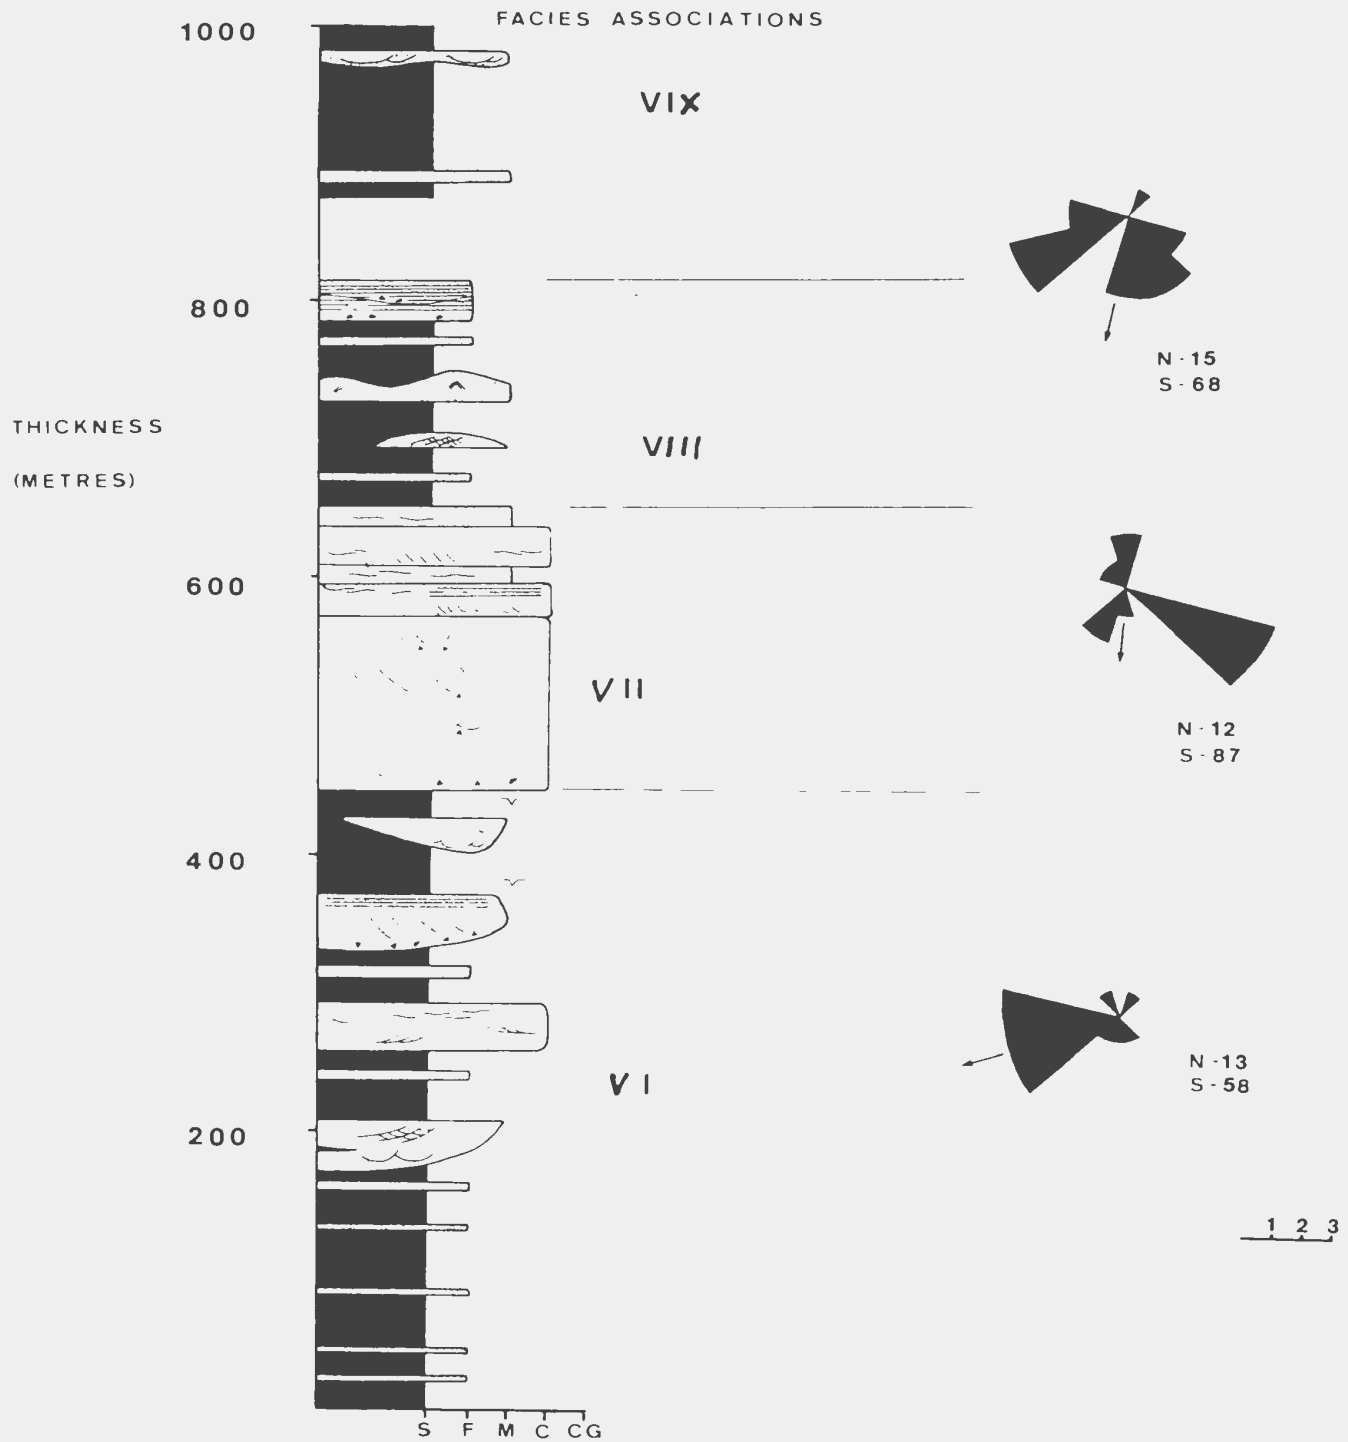 FACIES ASSOCIATIONS
1000
VIX
800
N-15
S-68
THICKNESS
(METRES)
VIII
600
VII
N-12
S-87
400
VI
N-13
S-58
200
1 2 3
S F M C CG